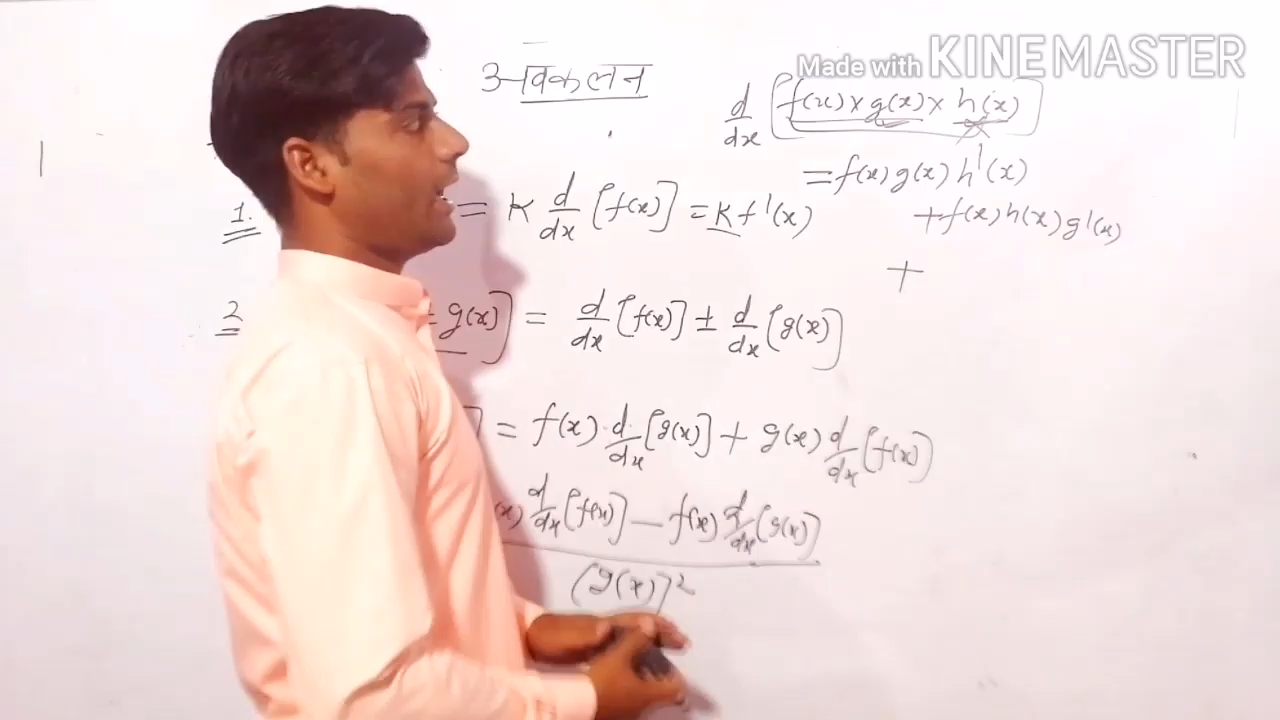 Made with KINEMASTER
अवकलन
d/dx [f(x) × g(x) × h(x)]
= f(x) g(x) h'(x)
+ f(x) h(x) g'(x)
+
1. = K d/dx [f(x)] = K f'(x)
2 g(x)] = d/dx [f(x)] ± d/dx [g(x)]
] = f(x) · d/dx [g(x)] + g(x) d/dx [f(x)]
(x) d/dx [f(x)] − f(x) d/dx [g(x)]
[g(x)]²